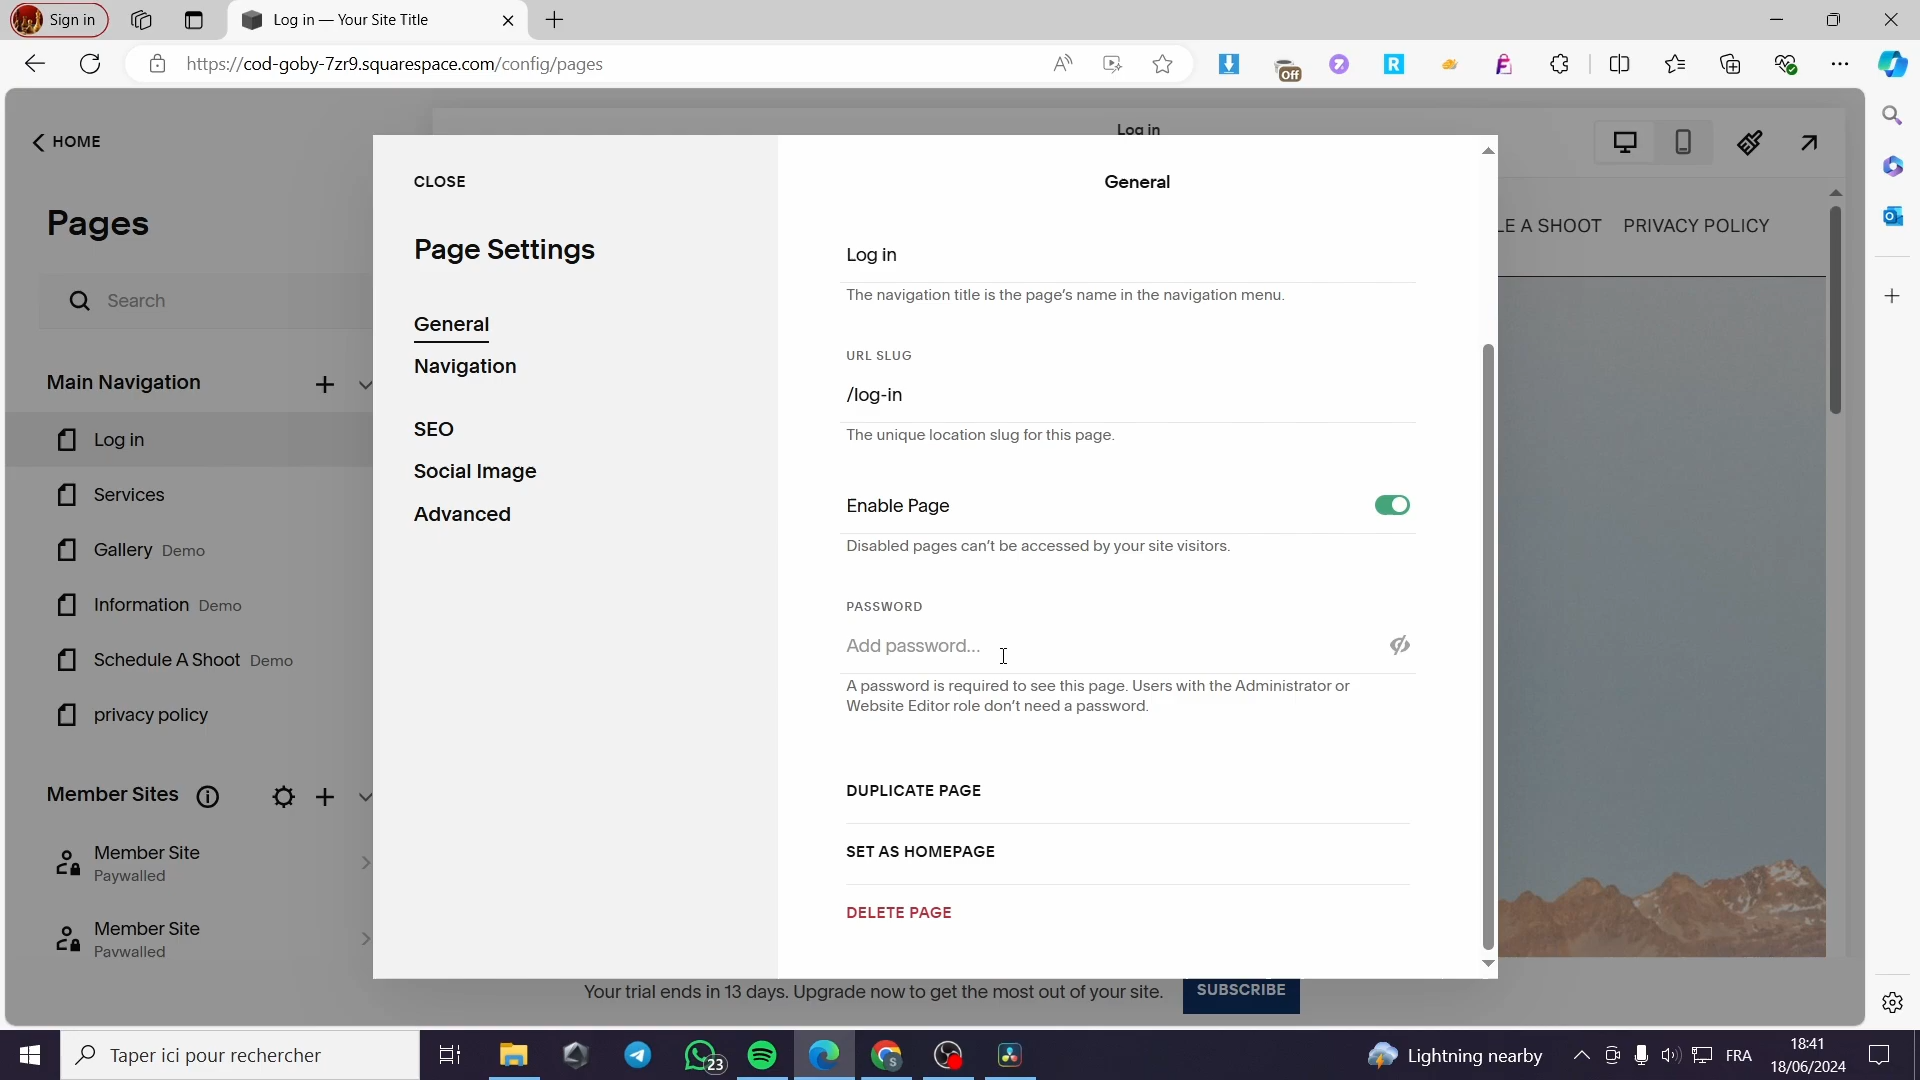 Sign in
Log in — Your Site Title
https://cod-goby-7zr9.squarespace.com/config/pages
Off
HOME
Log in
Pages
Search
Main Navigation
Log in
Services
Gallery Demo
Information Demo
Schedule A Shoot Demo
privacy policy
Member Sites
Member Site
Paywalled
Member Site
Paywalled
CLOSE
Page Settings
General
Navigation
SEO
Social Image
Advanced
General
Log in
The navigation title is the page's name in the navigation menu.
URL SLUG
/log-in
The unique location slug for this page.
Enable Page
Disabled pages can't be accessed by your site visitors.
PASSWORD
Add password...
A password is required to see this page. Users with the Administrator or
Website Editor role don't need a password.
DUPLICATE PAGE
SET AS HOMEPAGE
DELETE PAGE
LE A SHOOT PRIVACY POLICY
Your trial ends in 13 days. Upgrade now to get the most out of your site.
SUBSCRIBE
Taper ici pour rechercher
23
Lightning nearby
FRA
18:41
18/06/2024